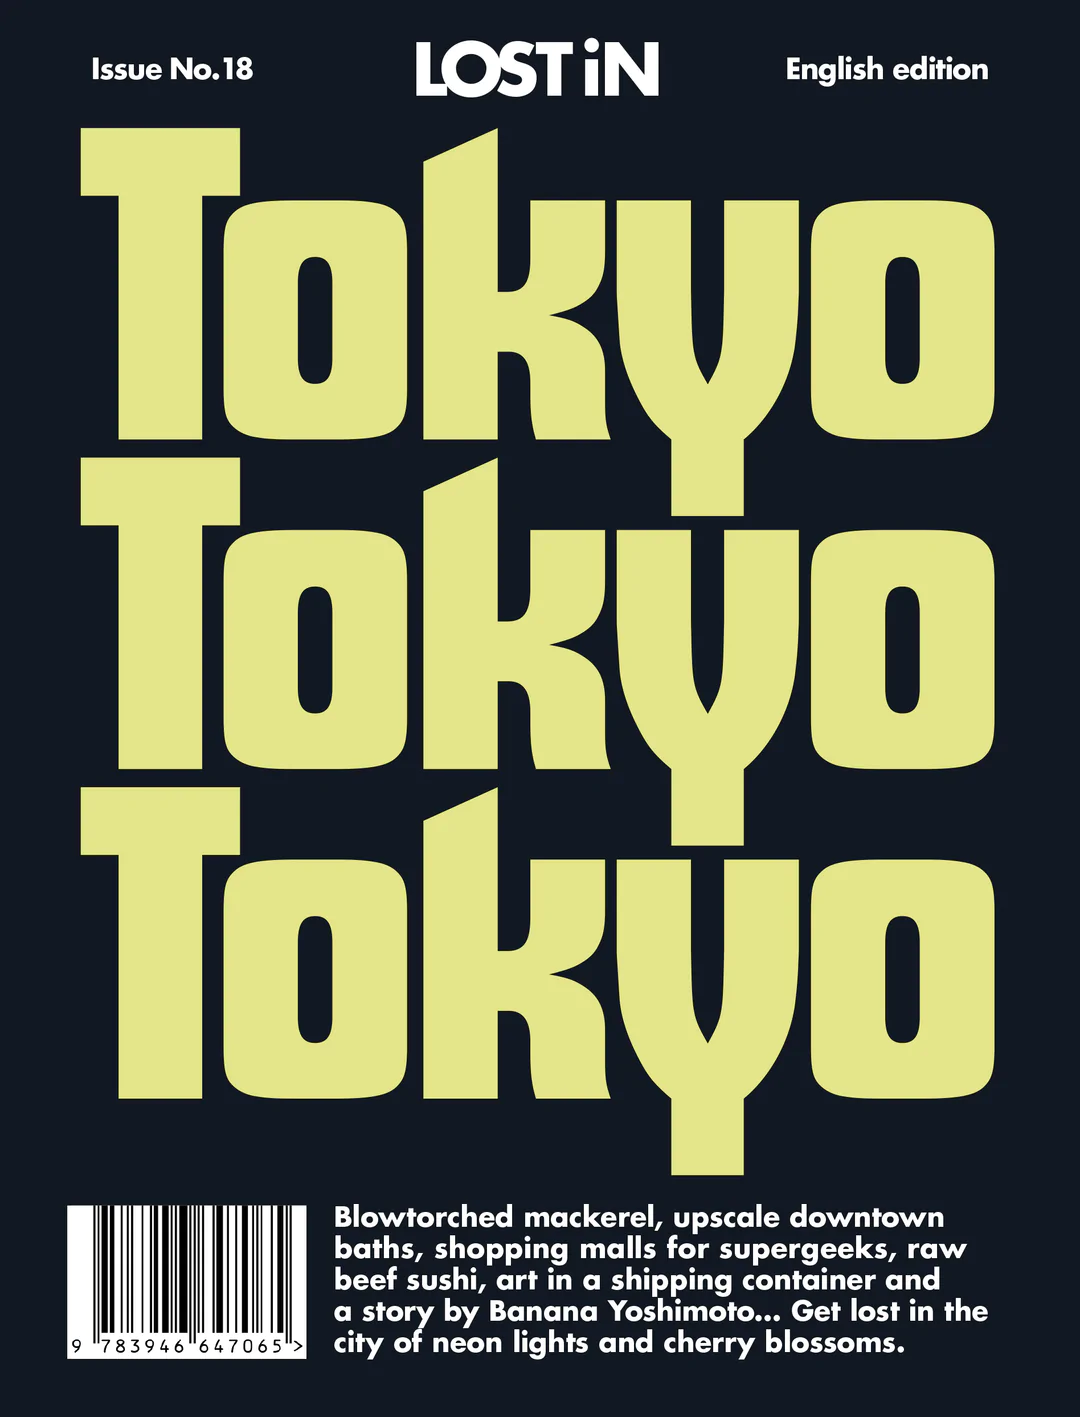 Issue No.18
LOST iN
English edition
Tokyo
Tokyo
Tokyo
Blowtorched mackerel, upscale downtown
baths, shopping malls for supergeeks, raw
beef sushi, art in a shipping container and
a story by Banana Yoshimoto... Get lost in the
city of neon lights and cherry blossoms.
9 783946 647065 >